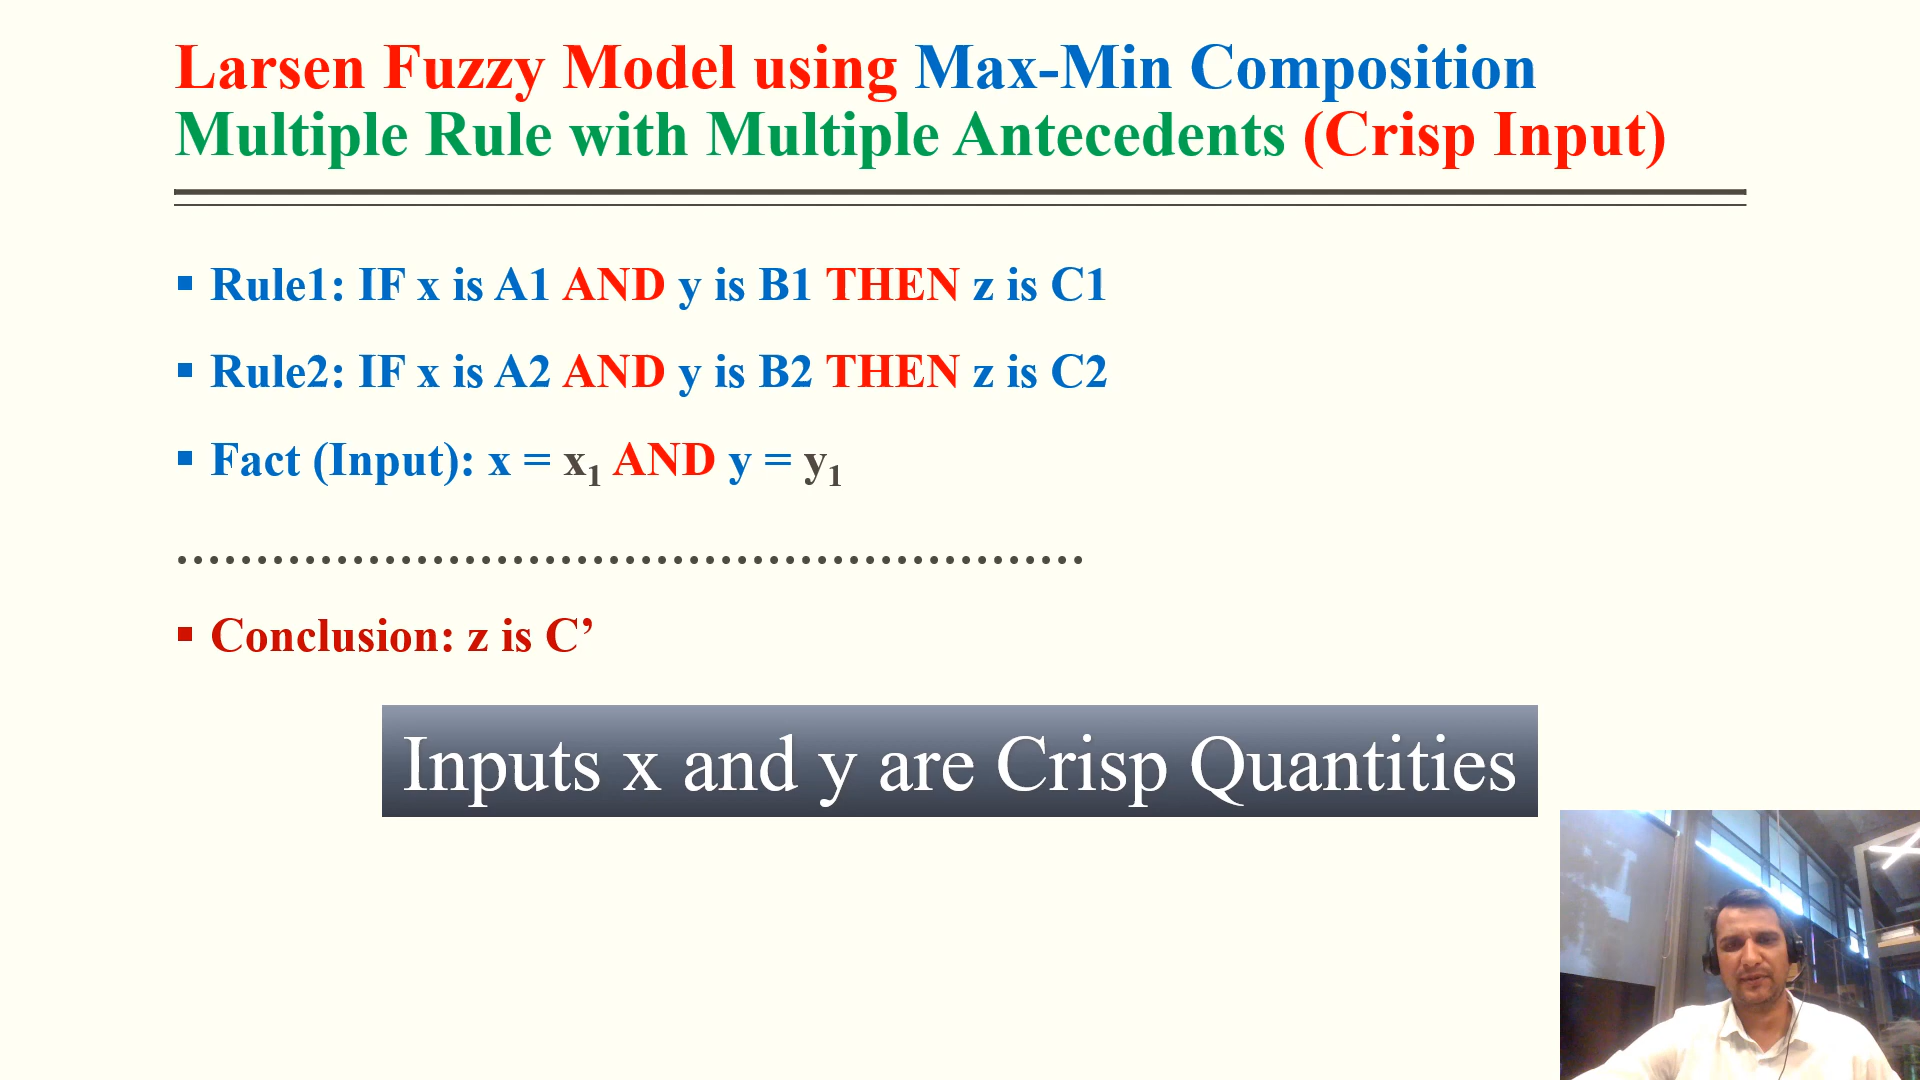 Larsen Fuzzy Model using Max-Min Composition
Multiple Rule with Multiple Antecedents (Crisp Input)
▪ Rule1: IF x is A1 AND y is B1 THEN z is C1
▪ Rule2: IF x is A2 AND y is B2 THEN z is C2
▪ Fact (Input): x = x₁ AND y = y₁
.........................................................
▪ Conclusion: z is C’
Inputs x and y are Crisp Quantities